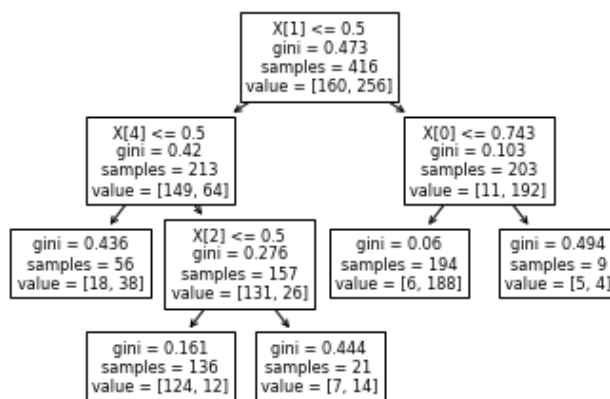 X[1] <= 0.5
gini = 0.473
samples = 416
value = [160, 256]
X[4] <= 0.5
gini = 0.42
samples = 213
value = [149, 64]
X[0] <= 0.743
gini = 0.103
samples = 203
value = [11, 192]
gini = 0.436
samples = 56
value = [18, 38]
X[2] <= 0.5
gini = 0.276
samples = 157
value = [131, 26]
gini = 0.06
samples = 194
value = [6, 188]
gini = 0.494
samples = 9
value = [5, 4]
gini = 0.161
samples = 136
value = [124, 12]
gini = 0.444
samples = 21
value = [7, 14]